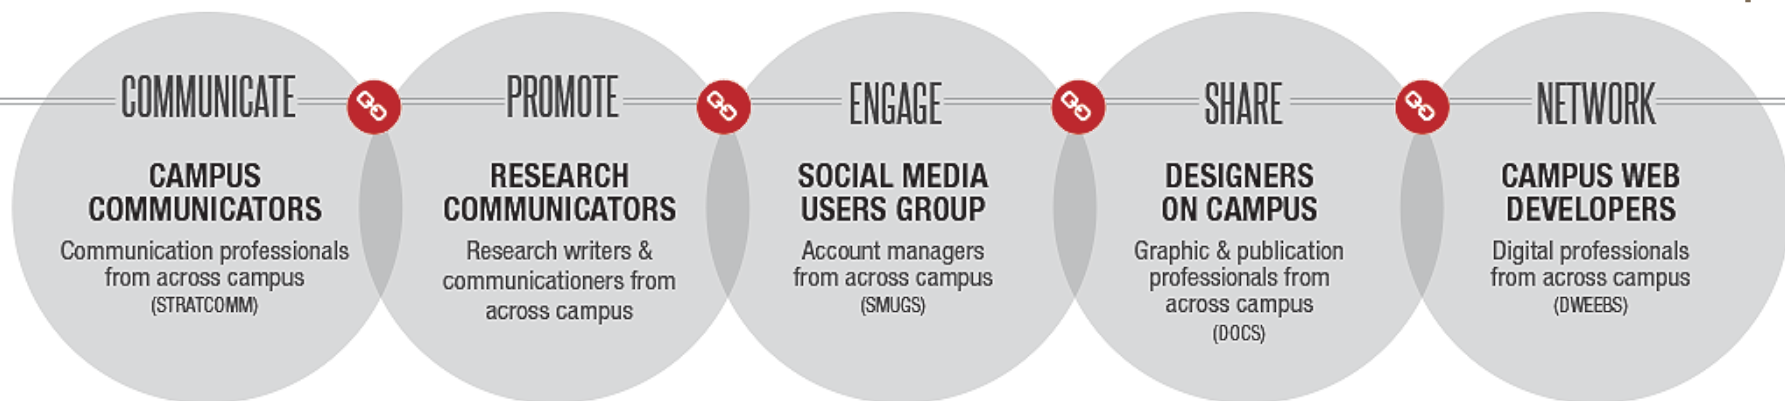 COMMUNICATE
CAMPUS
COMMUNICATORS
Communication professionals
from across campus
(STRATCOMM)
PROMOTE
RESEARCH
COMMUNICATORS
Research writers &
communicationers from
across campus
ENGAGE
SOCIAL MEDIA
USERS GROUP
Account managers
from across campus
(SMUGS)
SHARE
DESIGNERS
ON CAMPUS
Graphic & publication
professionals from
across campus
(DOCS)
NETWORK
CAMPUS WEB
DEVELOPERS
Digital professionals
from across campus
(DWEEBS)